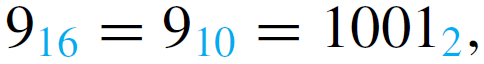 9₁₆ = 9₁₀ = 1001₂,